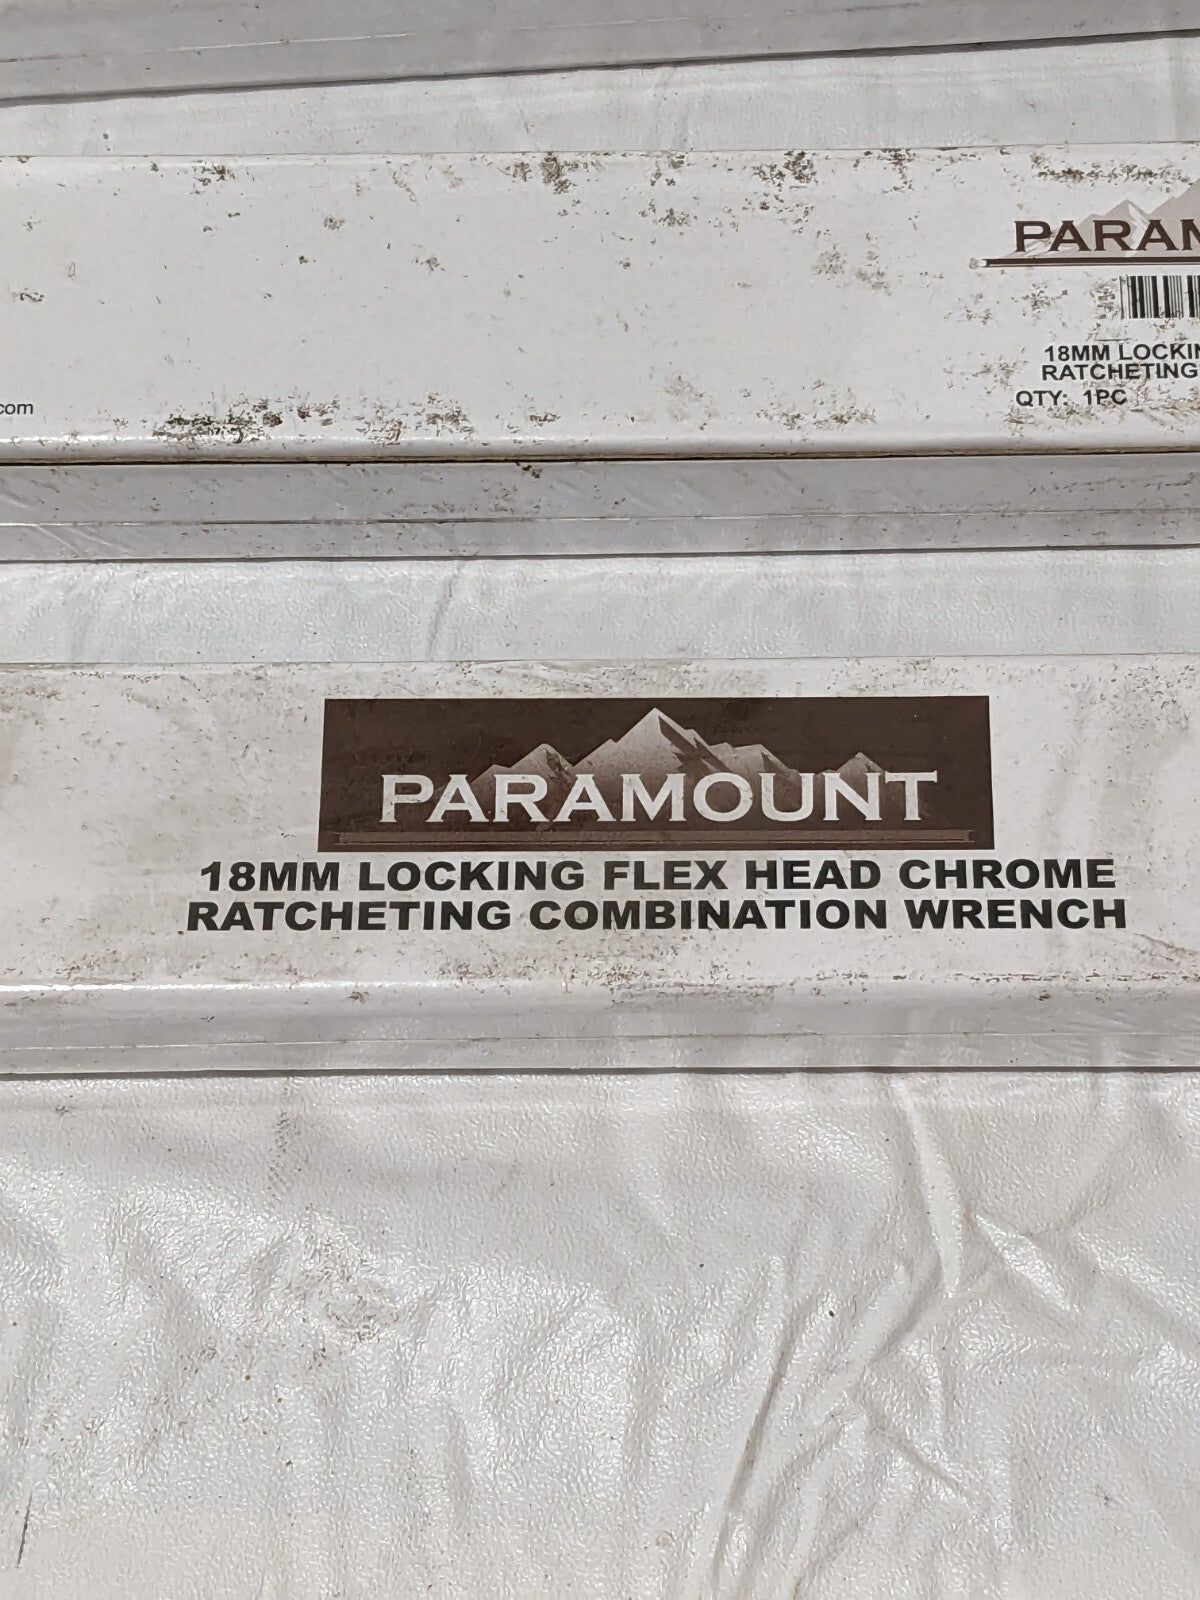 PARAM
18MM LOCKIN
RATCHETING
QTY: 1PC
com
PARAMOUNT
18MM LOCKING FLEX HEAD CHROME
RATCHETING COMBINATION WRENCH